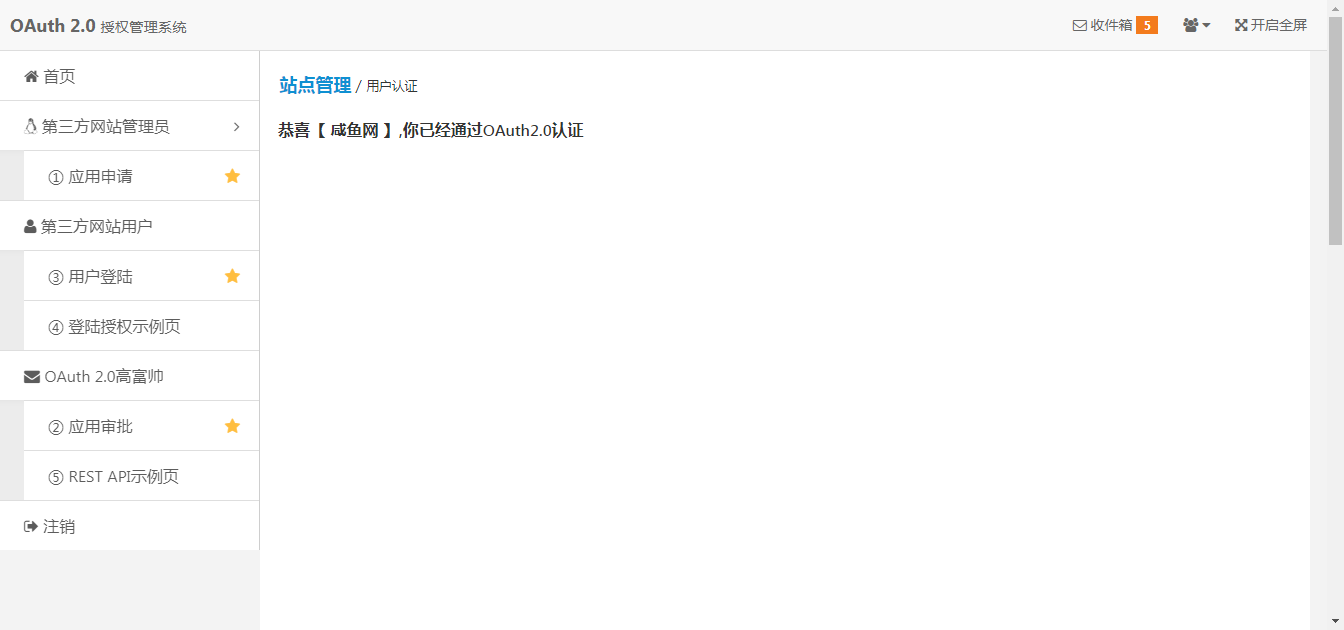 OAuth 2.0 授权管理系统
收件箱 5
开启全屏
首页
第三方网站管理员
① 应用申请
第三方网站用户
③ 用户登陆
④ 登陆授权示例页
OAuth 2.0高富帅
② 应用审批
⑤ REST API示例页
注销
站点管理 / 用户认证
恭喜【 咸鱼网 】,你已经通过OAuth2.0认证